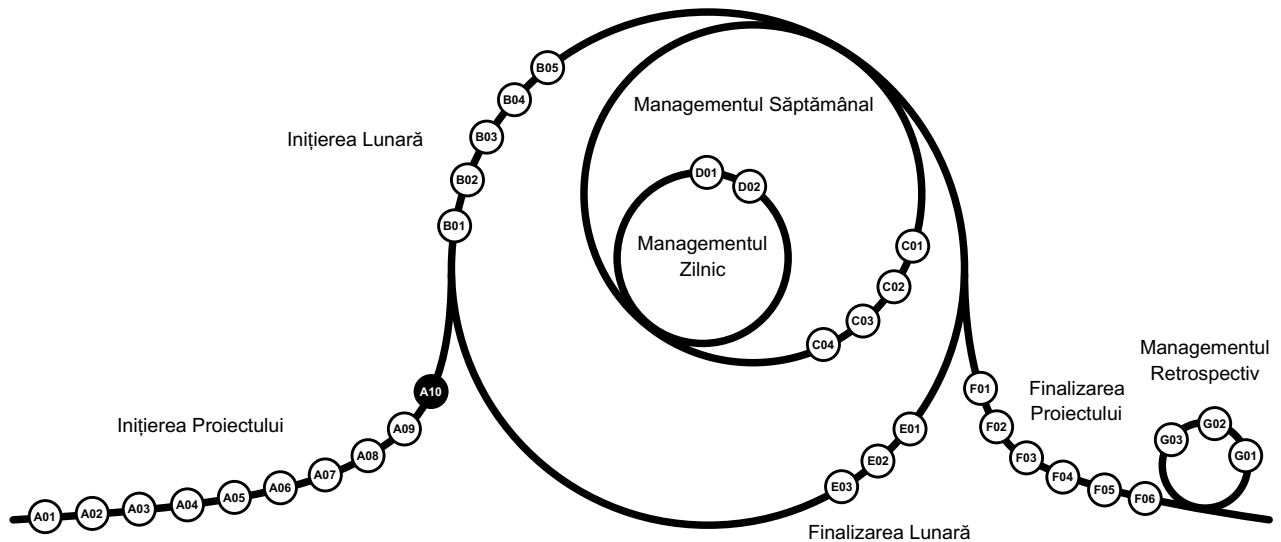 B05
B04
B03
B02
B01
Inițierea Lunară
Managementul Săptămânal
D01
D02
Managementul
Zilnic
C01
C02
C03
C04
A10
A09
A08
A07
A06
A05
A04
A03
A02
A01
Inițierea Proiectului
E01
E02
E03
Finalizarea Lunară
F01
F02
F03
F04
F05
F06
Finalizarea
Proiectului
Managementul
Retrospectiv
G03
G02
G01